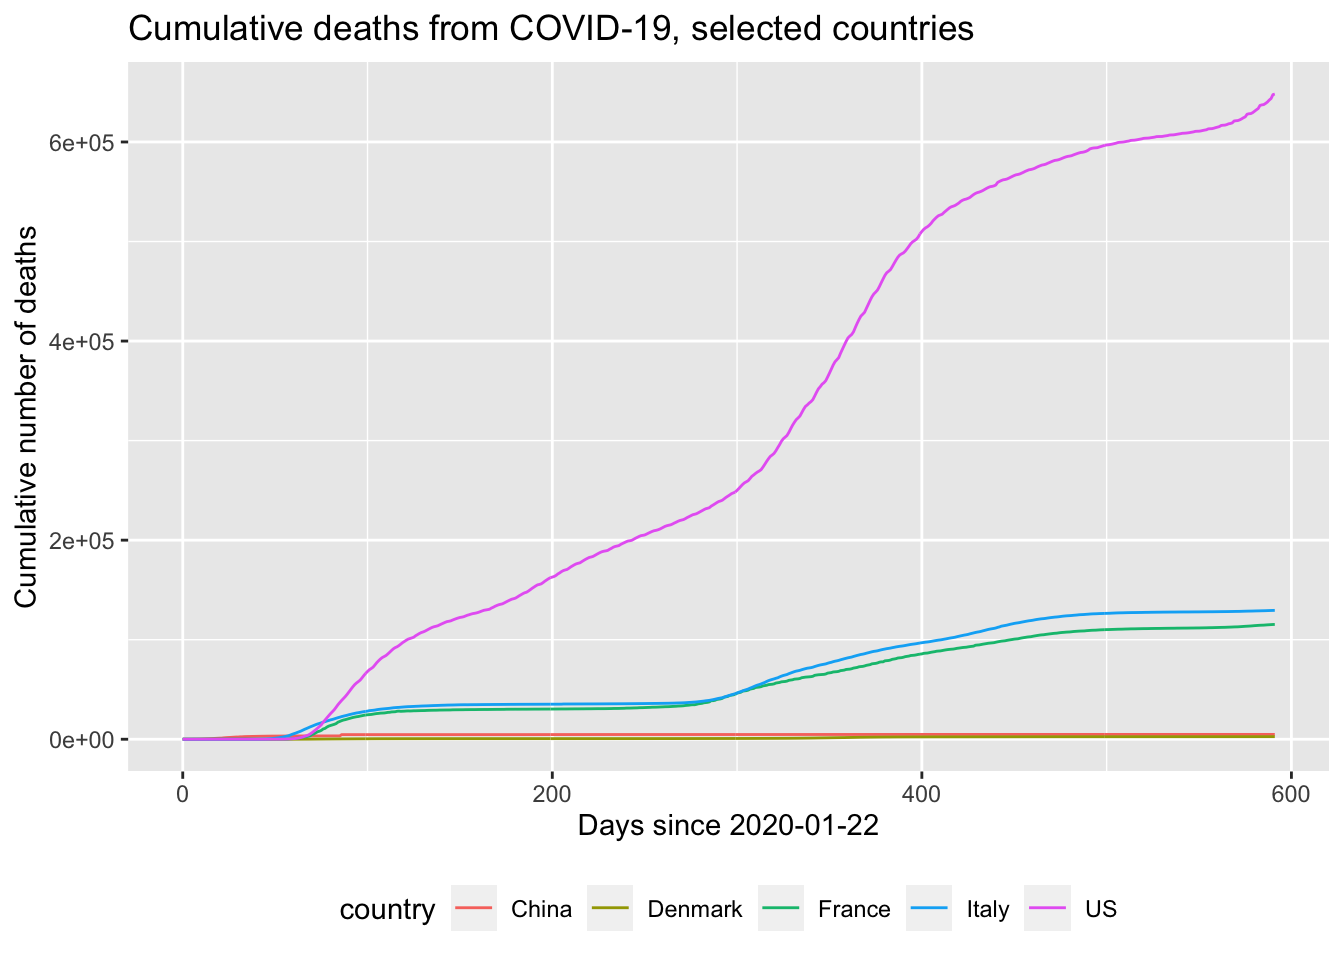 Cumulative deaths from COVID-19, selected countries
Cumulative number of deaths
6e+05
4e+05
2e+05
0e+00
0 200 400 600
Days since 2020-01-22
country China Denmark France Italy US